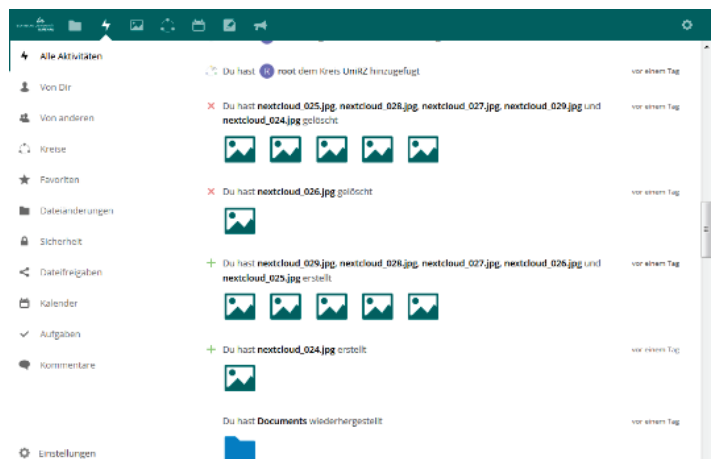 Alle Aktivitäten
Von Dir
Von anderen
Kreise
Favoriten
Dateiänderungen
Sicherheit
Dateifreigaben
Kalender
Aufgaben
Kommentare
Einstellungen
Du hast R root dem Kreis UniRZ hinzugefügt vor einem Tag
Du hast nextcloud_025.jpg, nextcloud_028.jpg, nextcloud_027.jpg, nextcloud_029.jpg und vor einem Tag
nextcloud_024.jpg gelöscht
Du hast nextcloud_026.jpg gelöscht vor einem Tag
Du hast nextcloud_029.jpg, nextcloud_028.jpg, nextcloud_027.jpg, nextcloud_026.jpg und vor einem Tag
nextcloud_025.jpg erstellt
Du hast nextcloud_024.jpg erstellt vor einem Tag
Du hast Documents wiederhergestellt vor einem Tag